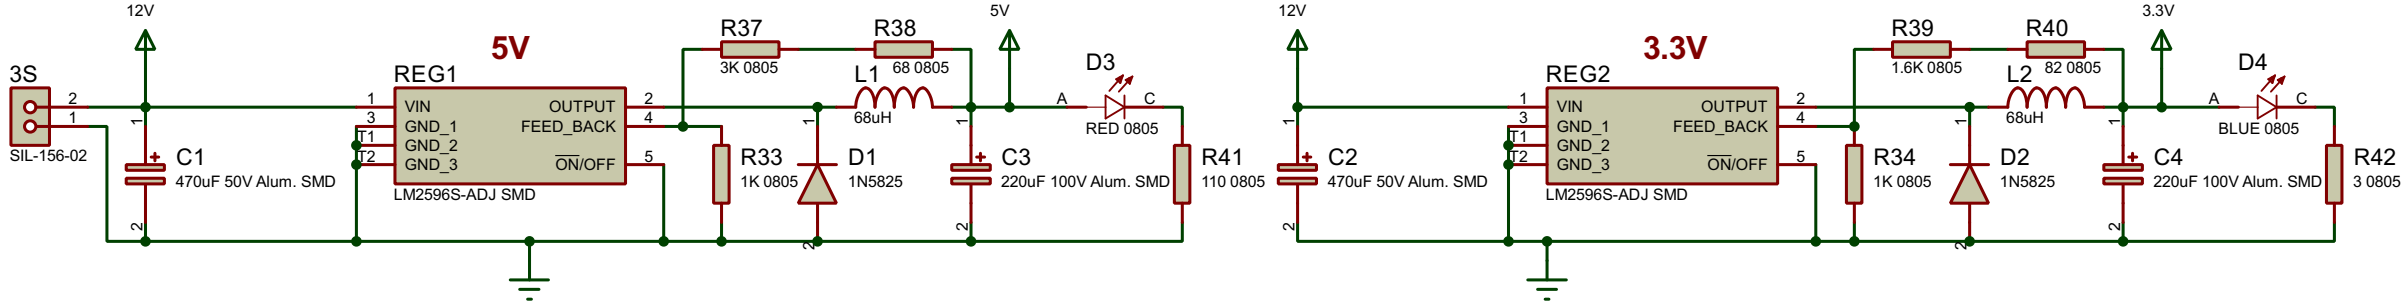 12V
5V
12V
3.3V
R37
R38
R39
R40
5V
3.3V
3K 0805
68 0805
1.6K 0805
82 0805
3S
REG1
L1
D3
REG2
L2
D4
2
1
VIN
OUTPUT
2
68uH
A
C
1
VIN
OUTPUT
2
68uH
A
C
1
3
GND_1
FEED_BACK
4
RED 0805
3
GND_1
FEED_BACK
4
BLUE 0805
T1
GND_2
T1
GND_2
T2
GND_3
ON/OFF
5
T2
GND_3
ON/OFF
5
1
1
1
1
1
1
SIL-156-02
C1
R33
D1
C3
R41
C2
R34
D2
C4
R42
470uF 50V Alum. SMD
1K 0805
1N5825
220uF 100V Alum. SMD
110 0805
470uF 50V Alum. SMD
1K 0805
1N5825
220uF 100V Alum. SMD
3 0805
LM2596S-ADJ SMD
LM2596S-ADJ SMD
2
2
2
2
2
2